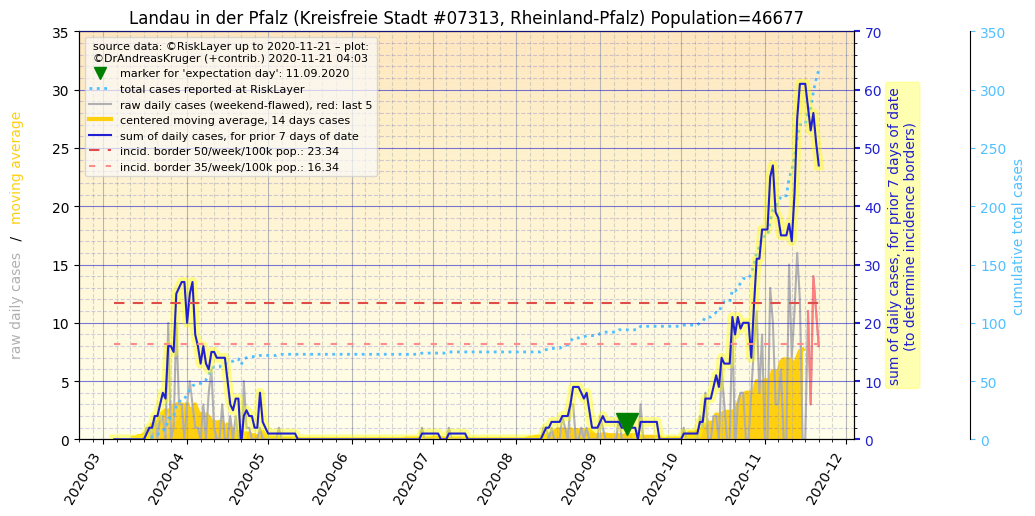 Landau in der Pfalz (Kreisfreie Stadt #07313, Rheinland-Pfalz) Population=46677
source data: ©RiskLayer up to 2020-11-21 – plot:
©DrAndreasKruger (+contrib.) 2020-11-21 04:03
marker for 'expectation day': 11.09.2020
total cases reported at RiskLayer
raw daily cases (weekend-flawed), red: last 5
centered moving average, 14 days cases
sum of daily cases, for prior 7 days of date
incid. border 50/week/100k pop.: 23.34
incid. border 35/week/100k pop.: 16.34
raw daily cases / moving average
35
30
25
20
15
10
5
0
70
60
50
40
30
20
10
0
sum of daily cases, for prior 7 days of date
(to determine incidence borders)
350
300
250
200
150
100
50
0
cumulative total cases
2020-03
2020-04
2020-05
2020-06
2020-07
2020-08
2020-09
2020-10
2020-11
2020-12